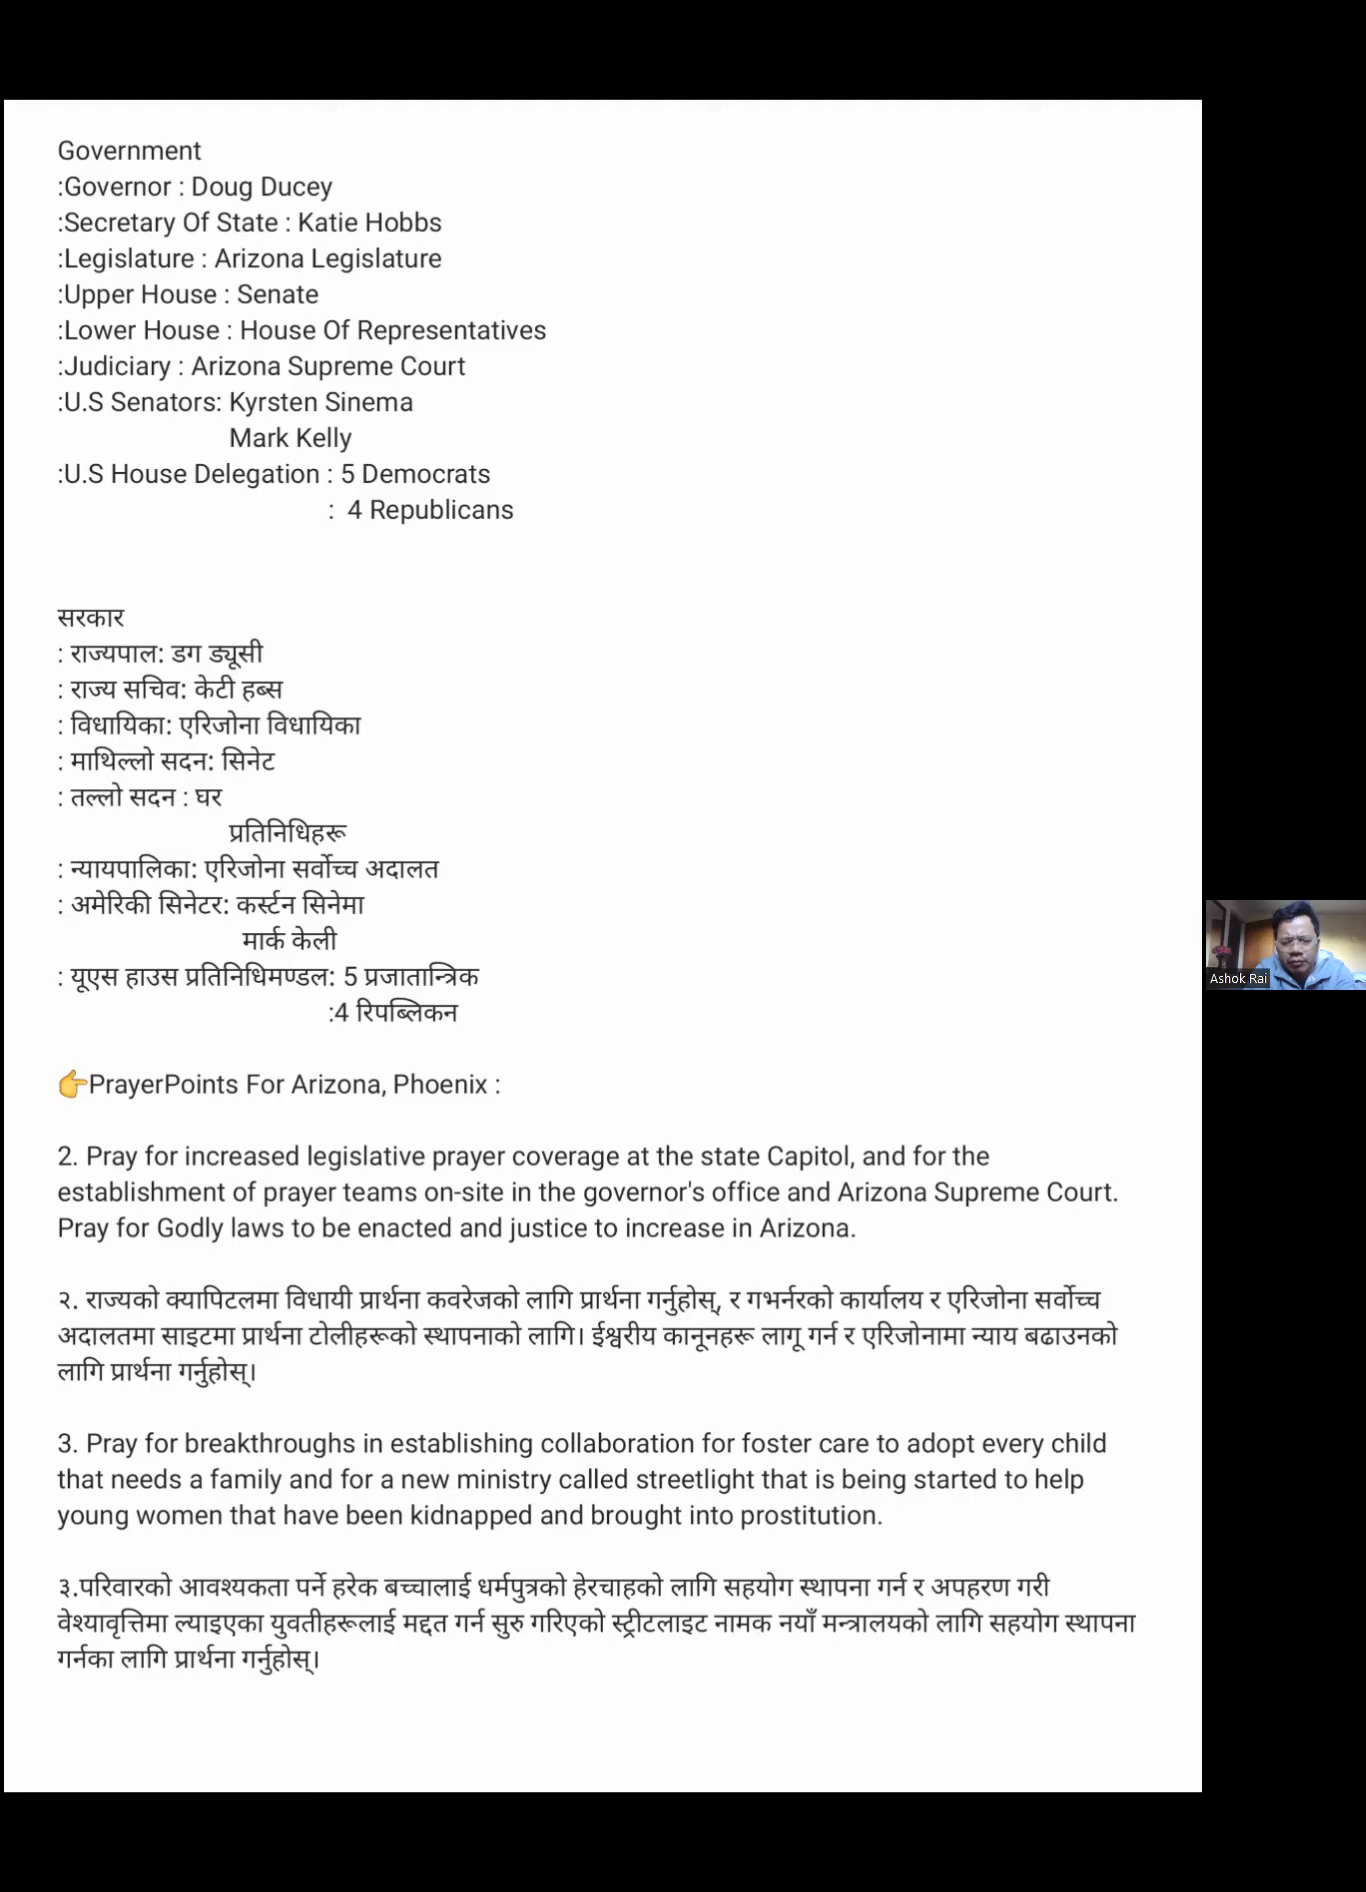 Government
:Governor : Doug Ducey
:Secretary Of State : Katie Hobbs
:Legislature : Arizona Legislature
:Upper House : Senate
:Lower House : House Of Representatives
:Judiciary : Arizona Supreme Court
:U.S Senators: Kyrsten Sinema
Mark Kelly
:U.S House Delegation : 5 Democrats
: 4 Republicans
सरकार
: राज्यपाल: डग ड्यूसी
: राज्य सचिव: केटी हब्स
: विधायिका: एरिजोना विधायिका
: माथिल्लो सदन: सिनेट
: तल्लो सदन : घर
प्रतिनिधिहरू
: न्यायपालिका: एरिजोना सर्वोच्च अदालत
: अमेरिकी सिनेटर: कर्स्टन सिनेमा
मार्क केली
: यूएस हाउस प्रतिनिधिमण्डल: 5 प्रजातान्त्रिक
:4 रिपब्लिकन
👉PrayerPoints For Arizona, Phoenix :
2. Pray for increased legislative prayer coverage at the state Capitol, and for the
establishment of prayer teams on-site in the governor's office and Arizona Supreme Court.
Pray for Godly laws to be enacted and justice to increase in Arizona.
२. राज्यको क्यापिटलमा विधायी प्रार्थना कवरेजको लागि प्रार्थना गर्नुहोस्, र गभर्नरको कार्यालय र एरिजोना सर्वोच्च
अदालतमा साइटमा प्रार्थना टोलीहरूको स्थापनाको लागि। ईश्वरीय कानूनहरू लागू गर्न र एरिजोनामा न्याय बढाउनको
लागि प्रार्थना गर्नुहोस्।
3. Pray for breakthroughs in establishing collaboration for foster care to adopt every child
that needs a family and for a new ministry called streetlight that is being started to help
young women that have been kidnapped and brought into prostitution.
३.परिवारको आवश्यकता पर्ने हरेक बच्चालाई धर्मपुत्रको हेरचाहको लागि सहयोग स्थापना गर्न र अपहरण गरी
वेश्यावृत्तिमा ल्याइएका युवतीहरूलाई मद्दत गर्न सुरु गरिएको स्ट्रीटलाइट नामक नयाँ मन्त्रालयको लागि सहयोग स्थापना
गर्नका लागि प्रार्थना गर्नुहोस्।
Ashok Rai